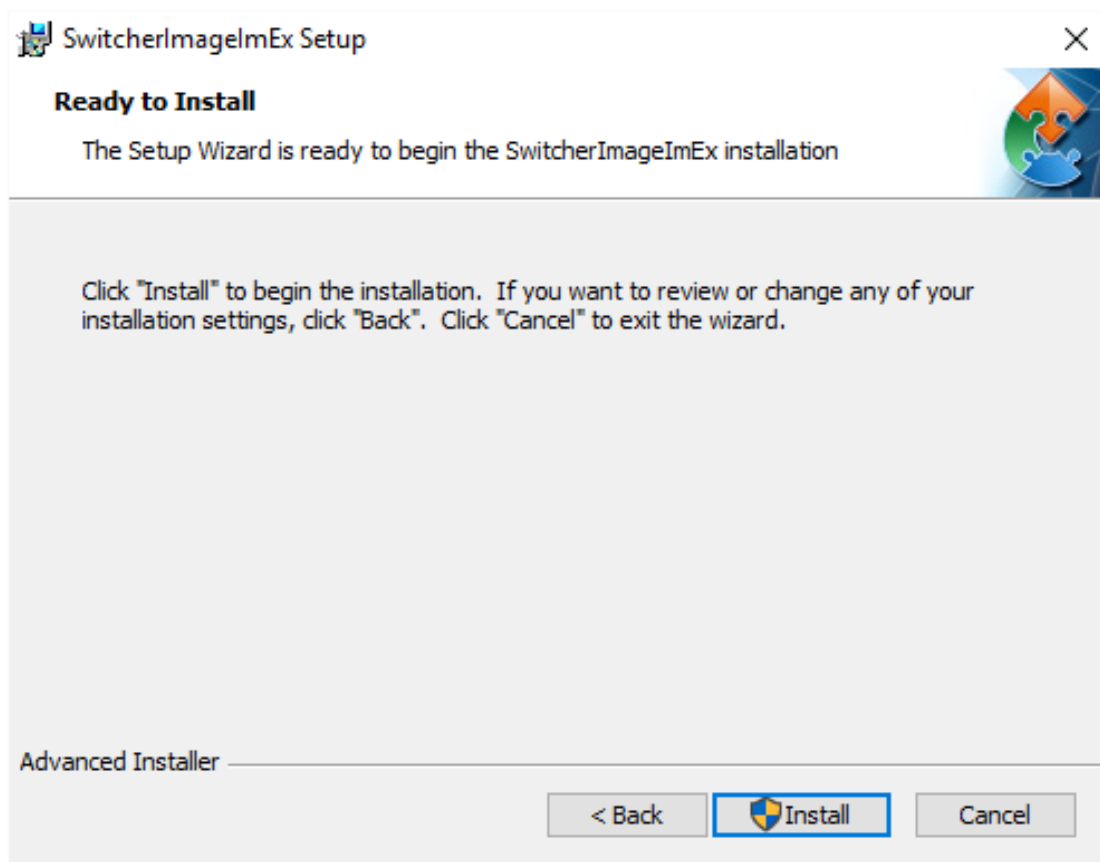 SwitcherImageImEx Setup
Ready to Install
The Setup Wizard is ready to begin the SwitcherImageImEx installation
Click "Install" to begin the installation.  If you want to review or change any of your
installation settings, click "Back".  Click "Cancel" to exit the wizard.
Advanced Installer
< Back
Install
Cancel